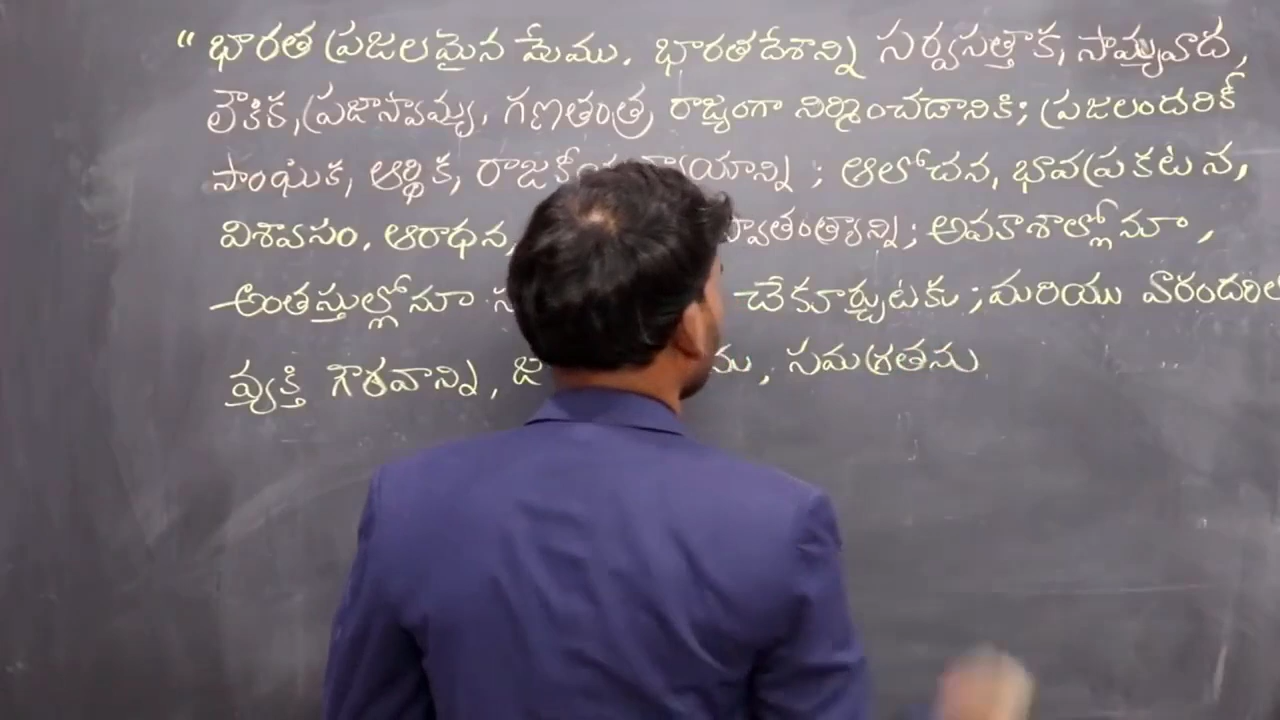 " భారత ప్రజలమైన మేము. భారతదేశాన్ని సర్వసత్తాక, సామ్యవాద,
లౌకిక, ప్రజాస్వామ్య, గణతంత్ర రాజ్యంగా నిర్మించడానికి; ప్రజలందరికీ
సాంఘిక, ఆర్థిక, రాజకీయ న్యాయాన్ని ; ఆలోచన, భావప్రకటన,
విశ్వసం. ఆరాధన, స్వాతంత్ర్యాన్ని; అవకాశాల్లోనూ,
అంతస్తుల్లోనూ చేకూర్చుటకు ; మరియు వారందరిలో
వ్యక్తి గౌరవాన్ని, సమగ్రతను